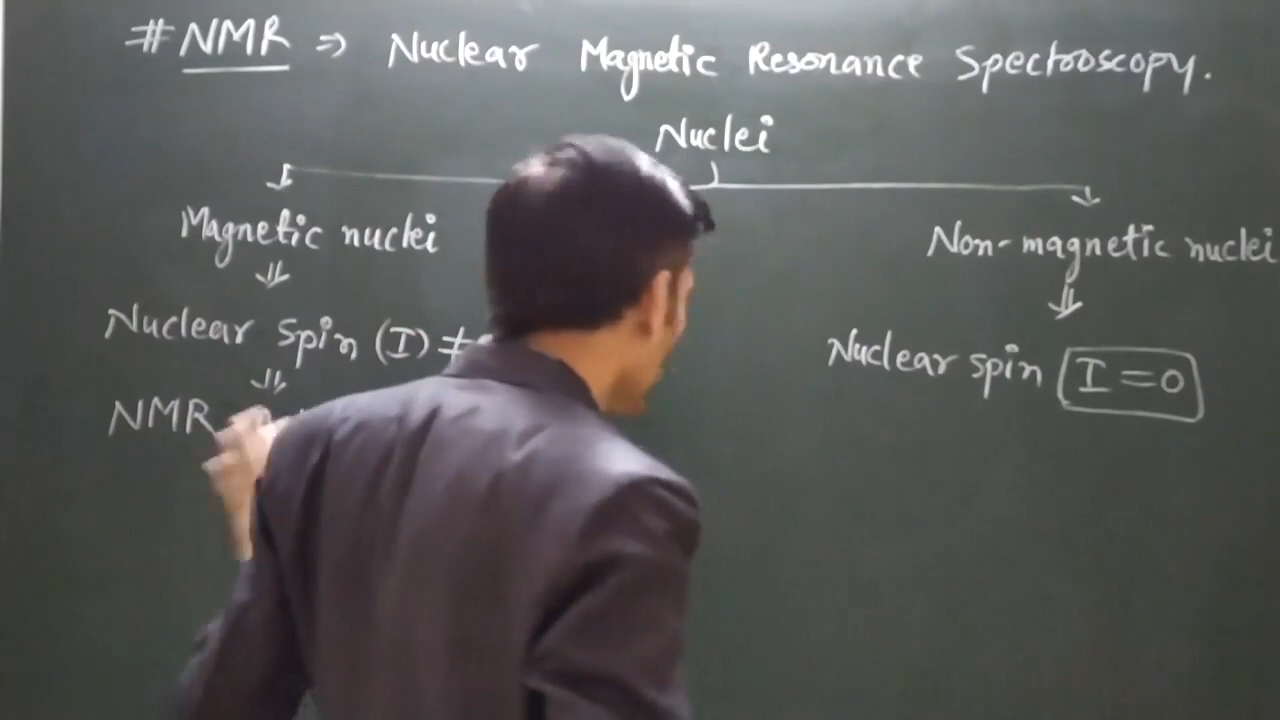 #NMR ⇒ Nuclear Magnetic Resonance Spectroscopy.
Nuclei
Magnetic nuclei
Non-magnetic nuclei
Nuclear spin (I) ≠
Nuclear spin I = 0
NMR